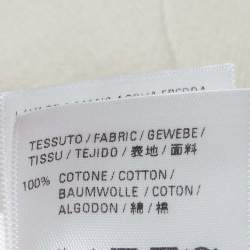 TESSUTO / FABRIC / GEWEBE /
TISSU / TEJIDO / 表地 / 面料
100% COTONE / COTTON /
BAUMWOLLE / COTON /
ALGODON / 綿 / 棉